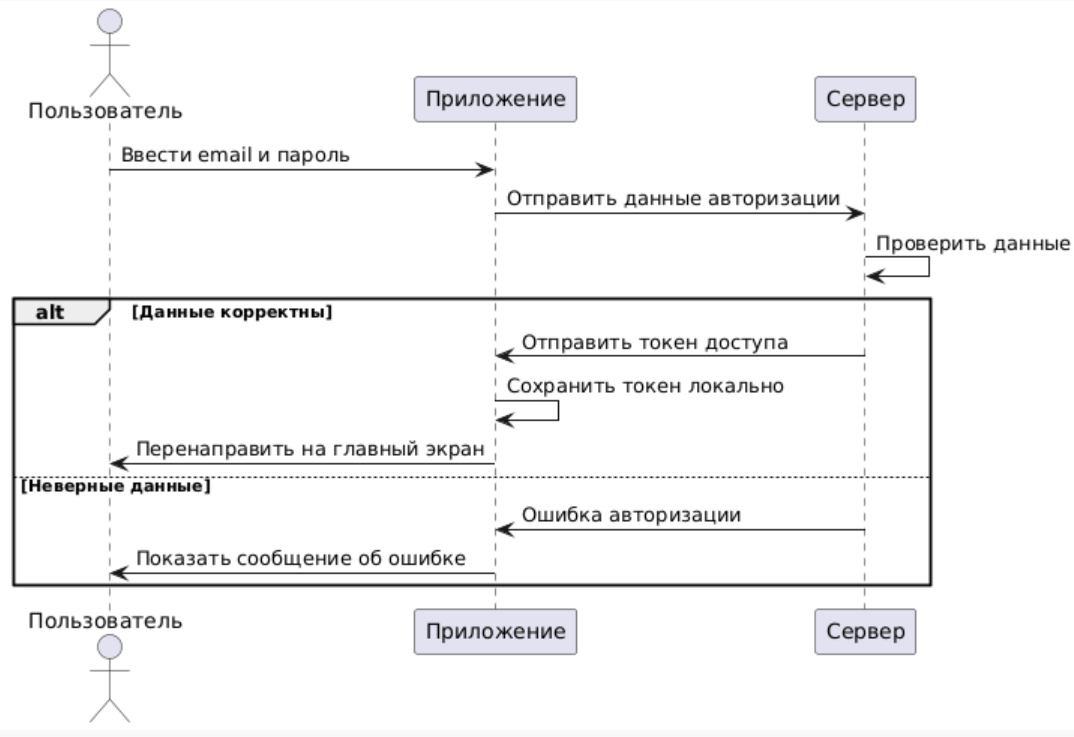 Пользователь
Приложение
Сервер
Ввести email и пароль
Отправить данные авторизации
Проверить данные
alt
[Данные корректны]
Отправить токен доступа
Сохранить токен локально
Перенаправить на главный экран
[Неверные данные]
Ошибка авторизации
Показать сообщение об ошибке
Пользователь
Приложение
Сервер